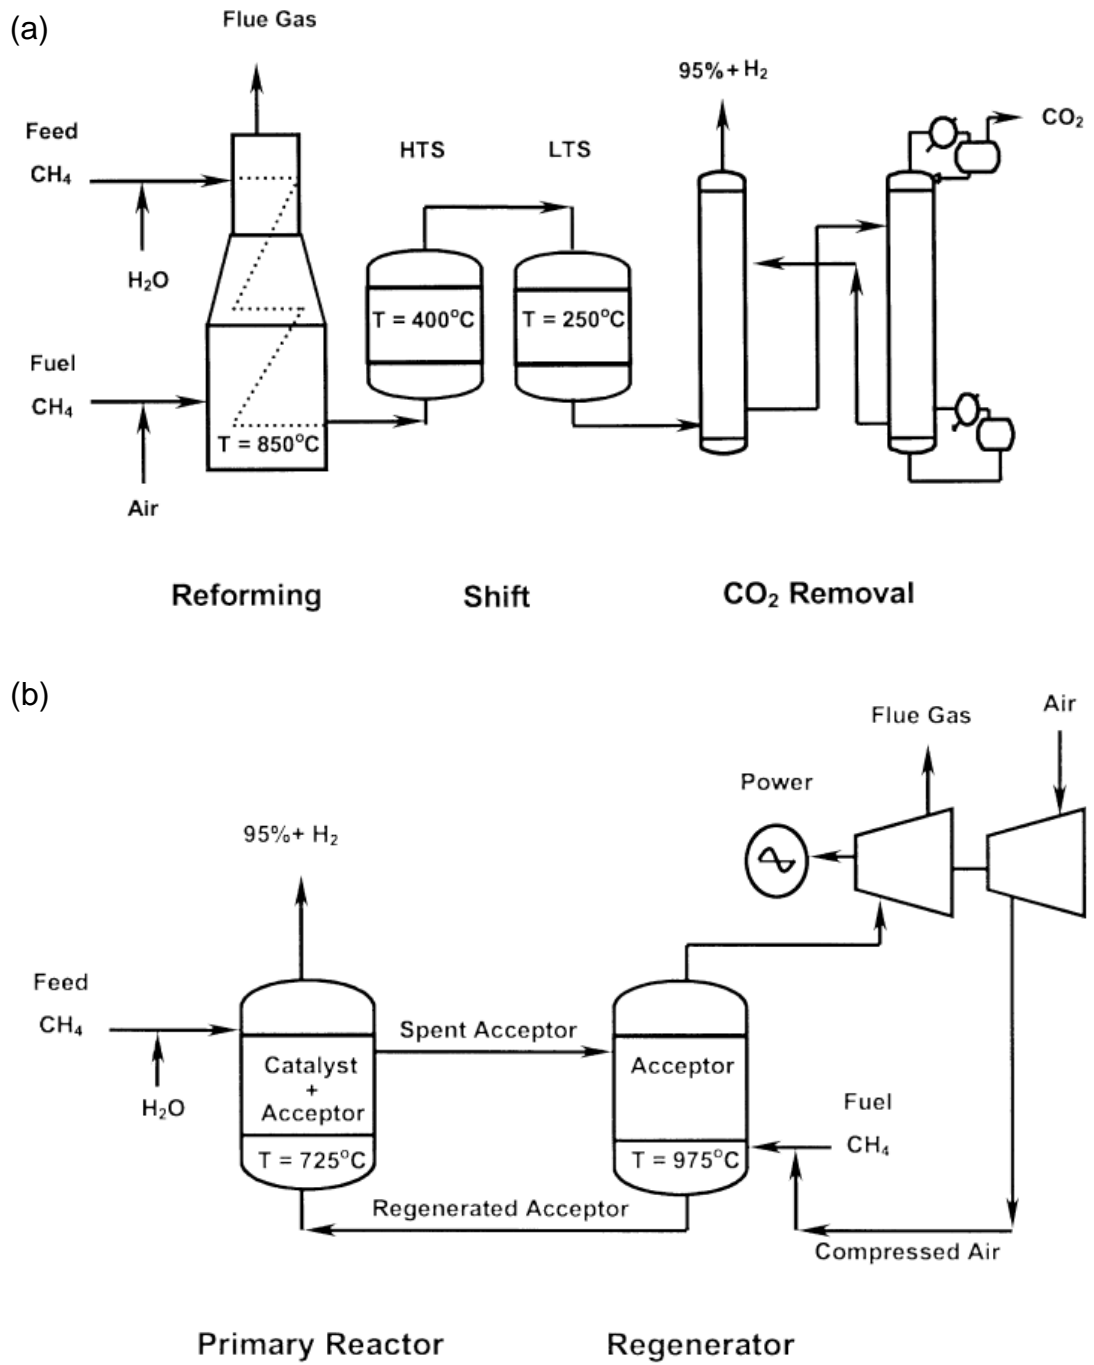 (a)
Flue Gas
95%+ H₂
CO₂
Feed
CH₄
HTS
LTS
H₂O
T = 400°C
T = 250°C
Fuel
CH₄
T = 850°C
Air
Reforming
Shift
CO₂ Removal
(b)
Flue Gas
Air
Power
95%+ H₂
Feed
CH₄
Spent Acceptor
Catalyst
+
Acceptor
Acceptor
H₂O
Fuel
CH₄
T = 725°C
T = 975°C
Regenerated Acceptor
Compressed Air
Primary Reactor
Regenerator